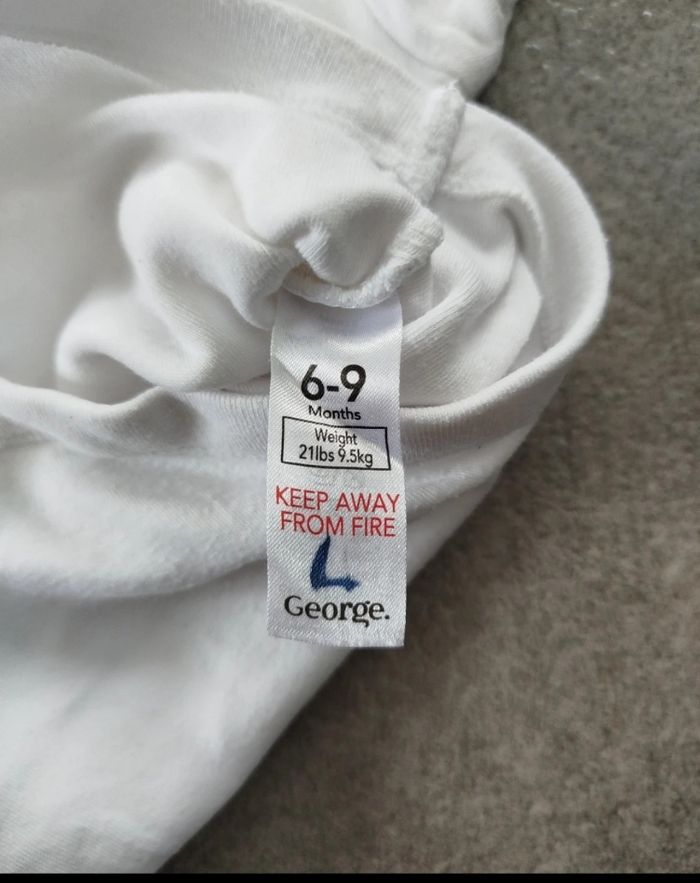 6-9
Months
Weight
21lbs 9.5kg
KEEP AWAY
FROM FIRE
L
George.